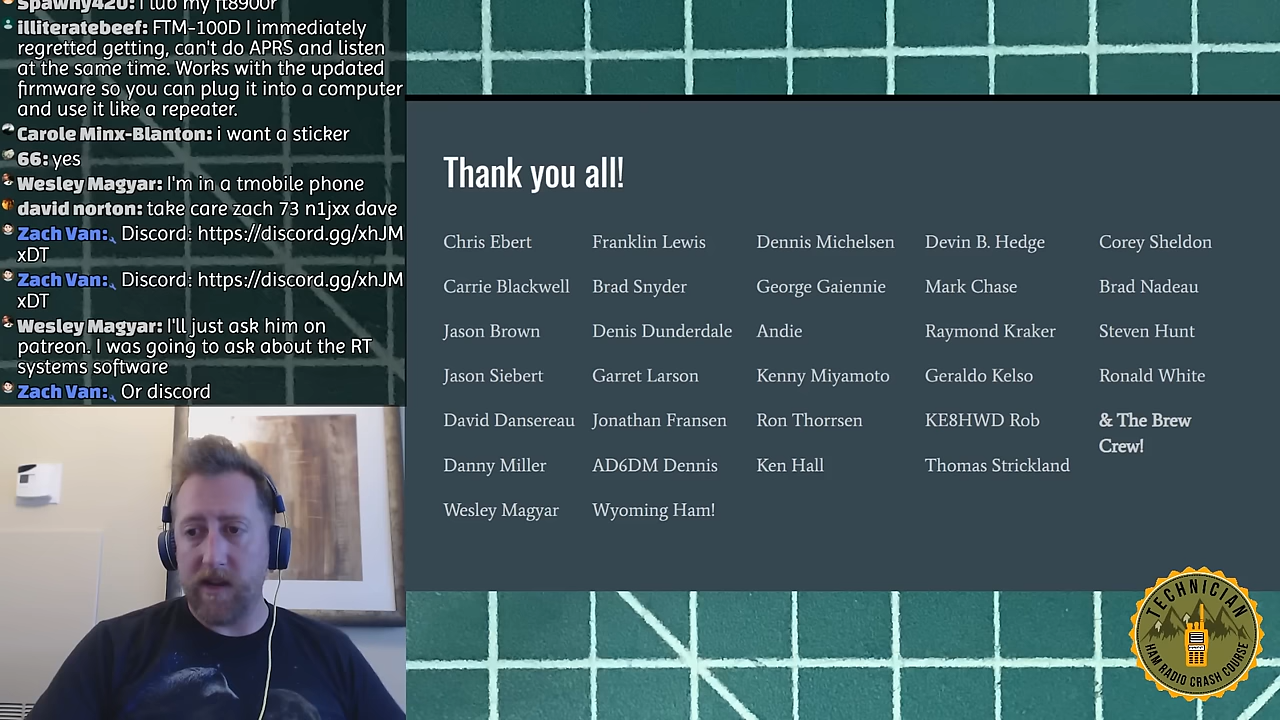 Spawny420: I lub my ft8900r
illiteratebeef: FTM-100D I immediately
regretted getting, can't do APRS and listen
at the same time. Works with the updated
firmware so you can plug it into a computer
and use it like a repeater.
Carole Minx-Blanton: i want a sticker
66: yes
Wesley Magyar: I'm in a tmobile phone
david norton: take care zach 73 n1jxx dave
Zach Van: Discord: https://discord.gg/xhJM
xDT
Zach Van: Discord: https://discord.gg/xhJM
xDT
Wesley Magyar: I'll just ask him on
patreon. I was going to ask about the RT
systems software
Zach Van: Or discord
Thank you all!
Chris Ebert Franklin Lewis Dennis Michelsen Devin B. Hedge Corey Sheldon
Carrie Blackwell Brad Snyder George Gaiennie Mark Chase Brad Nadeau
Jason Brown Denis Dunderdale Andie Raymond Kraker Steven Hunt
Jason Siebert Garret Larson Kenny Miyamoto Geraldo Kelso Ronald White
David Dansereau Jonathan Fransen Ron Thorrsen KE8HWD Rob & The Brew
Crew!
Danny Miller AD6DM Dennis Ken Hall Thomas Strickland
Wesley Magyar Wyoming Ham!
TECHNICIAN
HAM RADIO CRASH COURSE